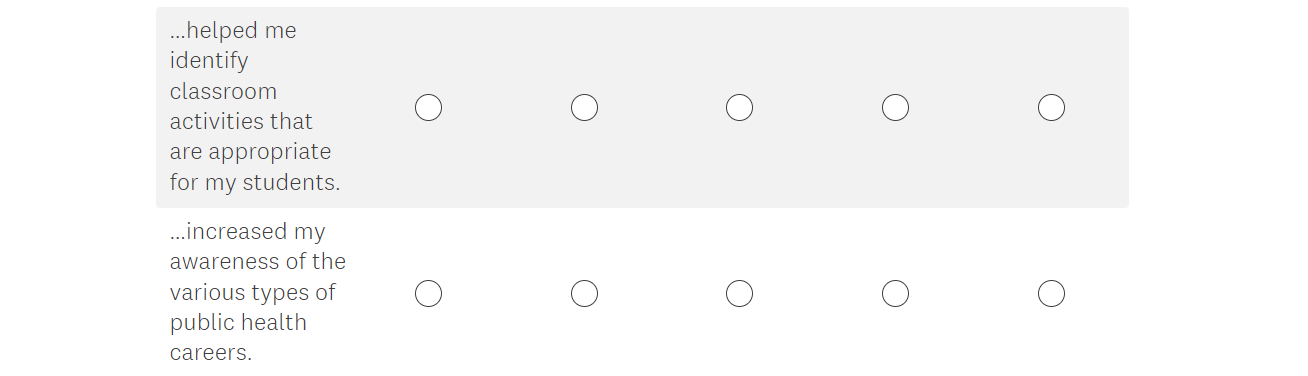 ...helped me
identify
classroom
activities that
are appropriate
for my students.
...increased my
awareness of the
various types of
public health
careers.